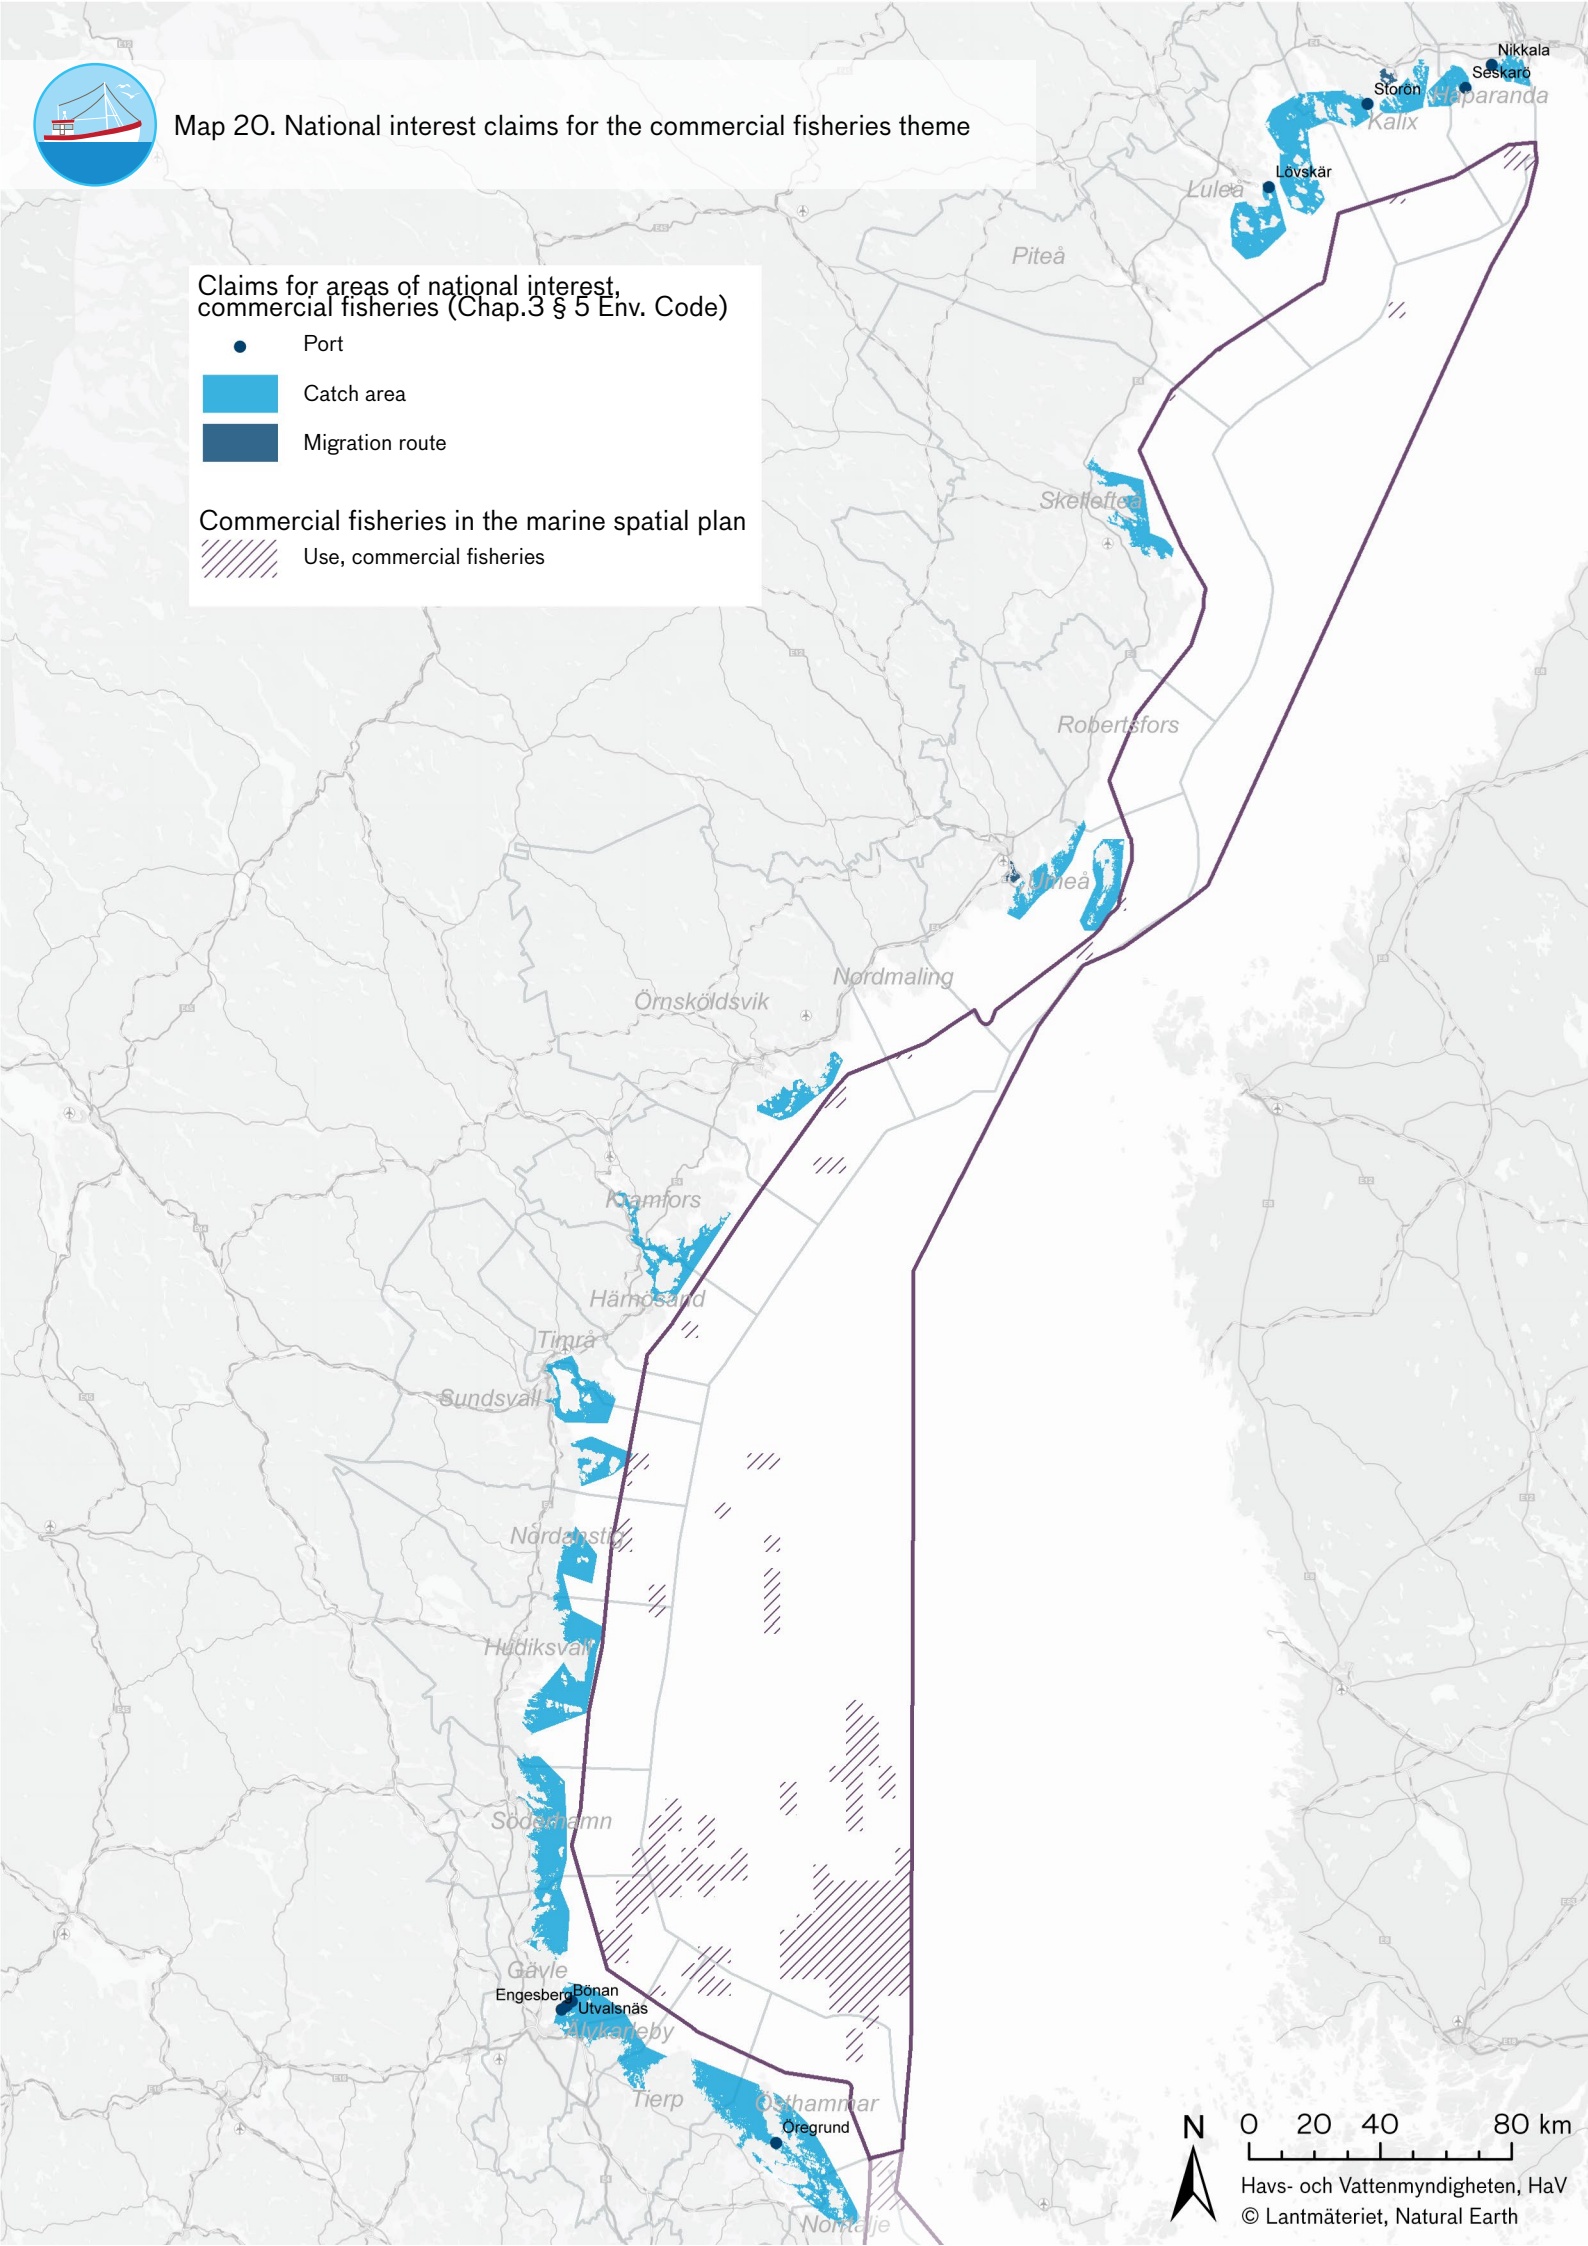 Map 20. National interest claims for the commercial fisheries theme
Nikkala
Seskarö
Storön
Haparanda
Kalix
Lövskär
Luleå
Piteå
Claims for areas of national interest,
commercial fisheries (Chap.3 § 5 Env. Code)
Port
Catch area
Migration route
Commercial fisheries in the marine spatial plan
Use, commercial fisheries
Skellefteå
Robertsfors
Umeå
Nordmaling
Örnsköldsvik
Kramfors
Härnösand
Timrå
Sundsvall
Nordanstig
Hudiksvall
Söderhamn
Gävle
Bönan
Engesberg
Utvalsnäs
Älvkarleby
Tierp
Östhammar
Öregrund
Norrtälje
N
0 20 40 80 km
Havs- och Vattenmyndigheten, HaV
© Lantmäteriet, Natural Earth